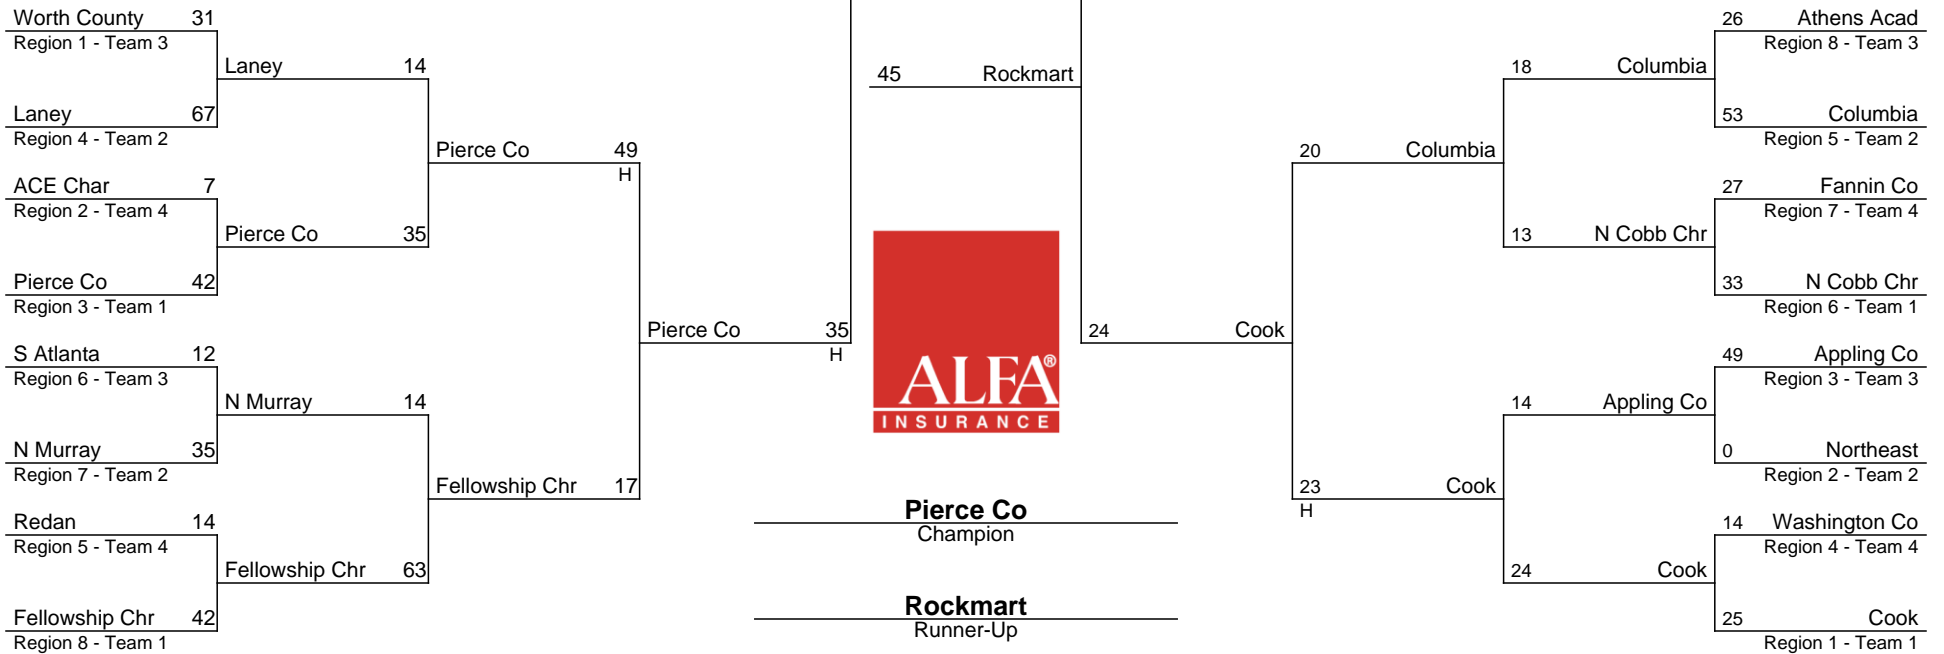 Worth County 31
Region 1 - Team 3
Laney 14
Laney 67
Region 4 - Team 2
Pierce Co 49
H
ACE Char 7
Region 2 - Team 4
Pierce Co 35
Pierce Co 42
Region 3 - Team 1
Pierce Co 35
H
S Atlanta 12
Region 6 - Team 3
N Murray 14
N Murray 35
Region 7 - Team 2
Fellowship Chr 17
Redan 14
Region 5 - Team 4
Fellowship Chr 63
Fellowship Chr 42
Region 8 - Team 1
45 Rockmart
ALFA®
INSURANCE
Pierce Co
Champion
Rockmart
Runner-Up
26 Athens Acad
Region 8 - Team 3
18 Columbia
53 Columbia
Region 5 - Team 2
20 Columbia
27 Fannin Co
Region 7 - Team 4
13 N Cobb Chr
33 N Cobb Chr
Region 6 - Team 1
24 Cook
49 Appling Co
Region 3 - Team 3
14 Appling Co
0 Northeast
Region 2 - Team 2
23 Cook
H
14 Washington Co
Region 4 - Team 4
24 Cook
25 Cook
Region 1 - Team 1